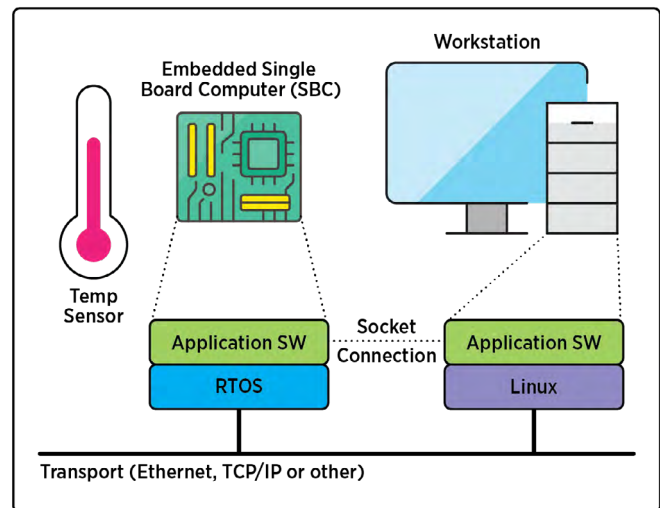 Workstation
Embedded Single
Board Computer (SBC)
Temp
Sensor
Application SW
Socket
Connection
Application SW
RTOS
Linux
Transport (Ethernet, TCP/IP or other)